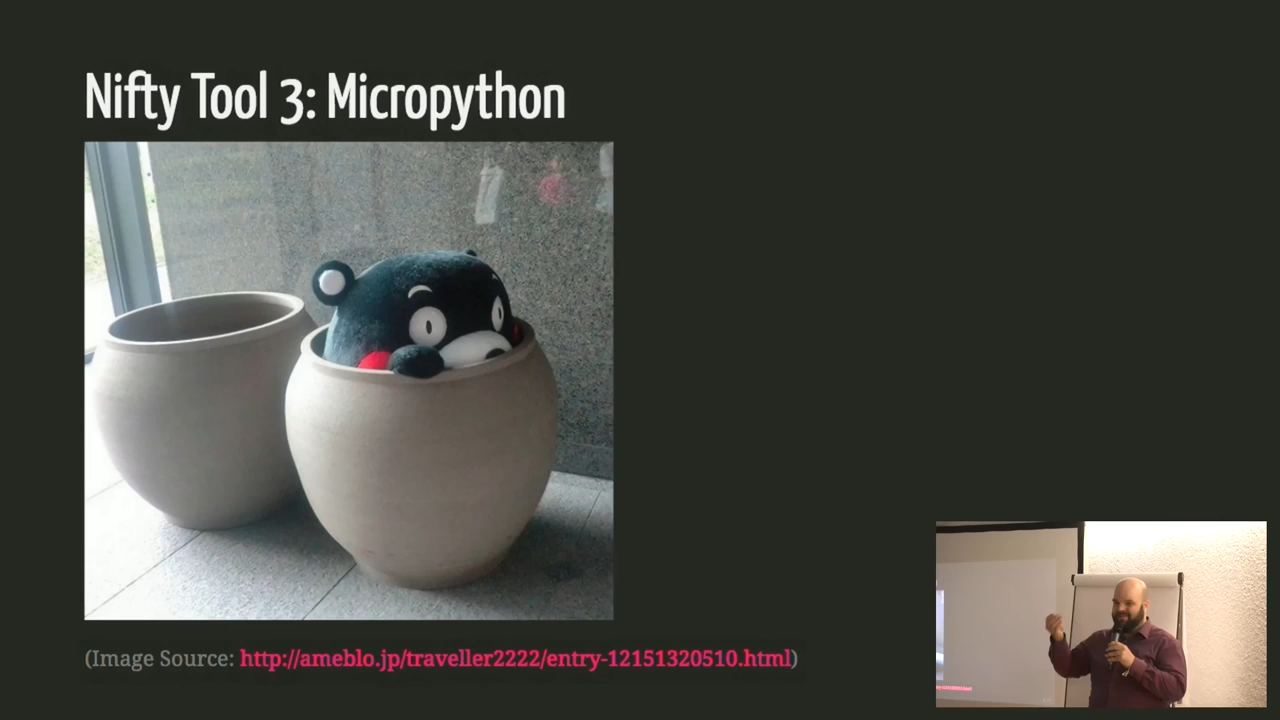 Nifty Tool 3: Micropython
(Image Source: http://ameblo.jp/traveller2222/entry-12151320510.html)